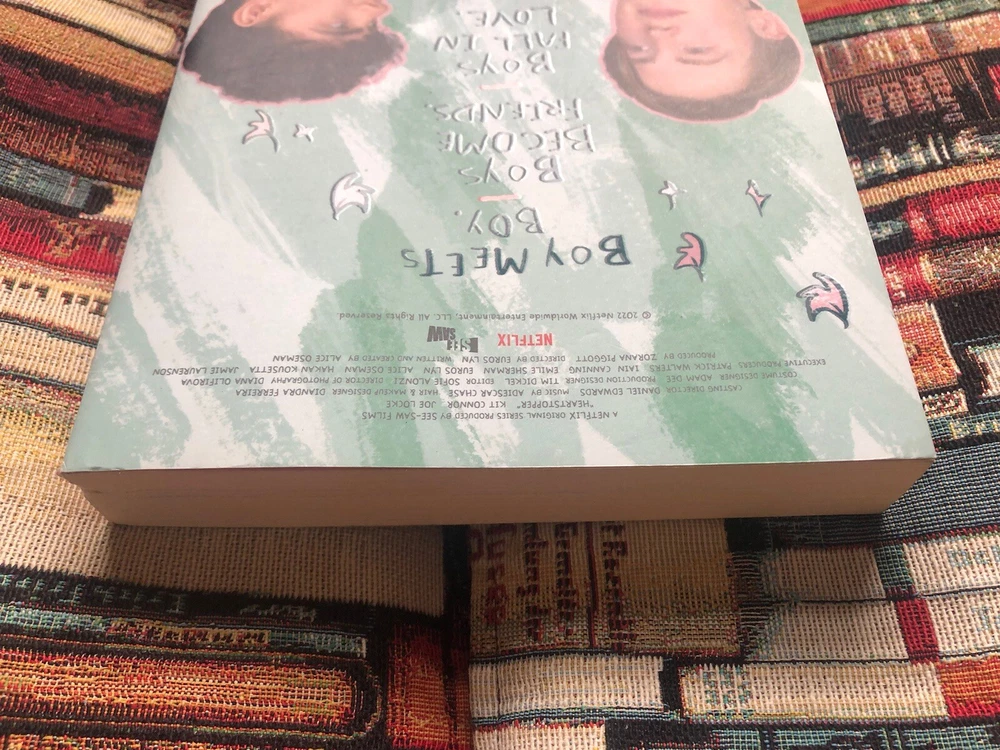 A NETFLIX ORIGINAL SERIES PRODUCED BY SEE-SAW FILMS
"HEARTSTOPPER" KIT CONNOR JOE LOCKE
CASTING DIRECTOR DANIEL EDWARDS MUSIC BY ADIESCAR CHASE HAIR & MAKEUP DESIGNER DIANDRA FERREIRA
COSTUME DESIGNER ADAM DEE PRODUCTION DESIGNER TIM DICKEL EDITOR SOFIE ALONZI DIRECTOR OF PHOTOGRAPHY DIANA OLIFIROVA
EXECUTIVE PRODUCERS PATRICK WALTERS IAIN CANNING EMILE SHERMAN EUROS LYN ALICE OSEMAN HAKAN KOUSETTA JAMIE LAURENSON
PRODUCED BY ZORANA PIGGOTT DIRECTED BY EUROS LYN WRITTEN AND CREATED BY ALICE OSEMAN
NETFLIX SEE SAW
© 2022 Netflix Worldwide Entertainment, LLC. All Rights Reserved.
BOY MEETS
BOY.
BOYS
BECOME
FRIENDS.
BOYS
FALL IN
LOVE.